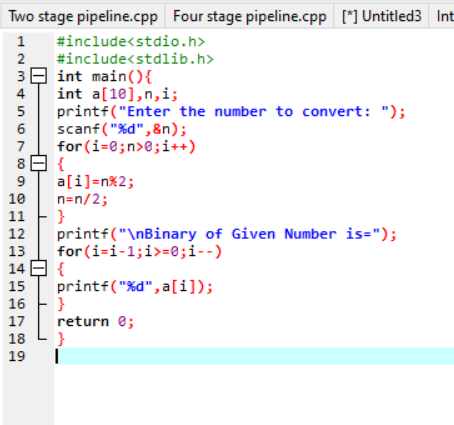 Two stage pipeline.cpp Four stage pipeline.cpp [*] Untitled3 Int
1 #include<stdio.h>
2 #include<stdlib.h>
3 int main(){
4 int a[10],n,i;
5 printf("Enter the number to convert: ");
6 scanf("%d",&n);
7 for(i=0;n>0;i++)
8 {
9 a[i]=n%2;
10 n=n/2;
11 }
12 printf("\nBinary of Given Number is=");
13 for(i=i-1;i>=0;i--)
14 {
15 printf("%d",a[i]);
16 }
17 return 0;
18 }
19